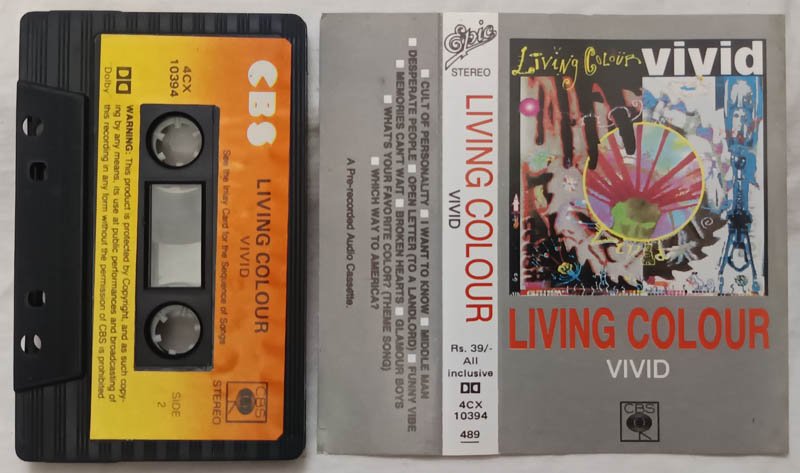 4CX
10394
Dolby
WARNING: This product is protected by Copyright, and as such copy-
ing by any means, its use at public performances and broadcasting of
this recording in any form without the permission of CBS is prohibited
CBS
LIVING COLOUR
VIVID
See the Inlay Card for the Sequence of Songs
SIDE
2
STEREO
CBS
■ CULT OF PERSONALITY ■ I WANT TO KNOW ■ MIDDLE MAN
■ DESPERATE PEOPLE ■ OPEN LETTER (TO A LANDLORD) ■ FUNNY VIBE
■ MEMORIES CAN'T WAIT ■ BROKEN HEARTS ■ GLAMOUR BOYS
■ WHAT'S YOUR FAVORITE COLOR? (THEME SONG)
■ WHICH WAY TO AMERICA?
A Pre-recorded Audio Cassette.
Epic
STEREO
LIVING COLOUR
VIVID
Rs. 39/-
All
inclusive
4CX
10394
489
LIVING COLOUR
vivid
LIVING COLOUR
VIVID
CBS